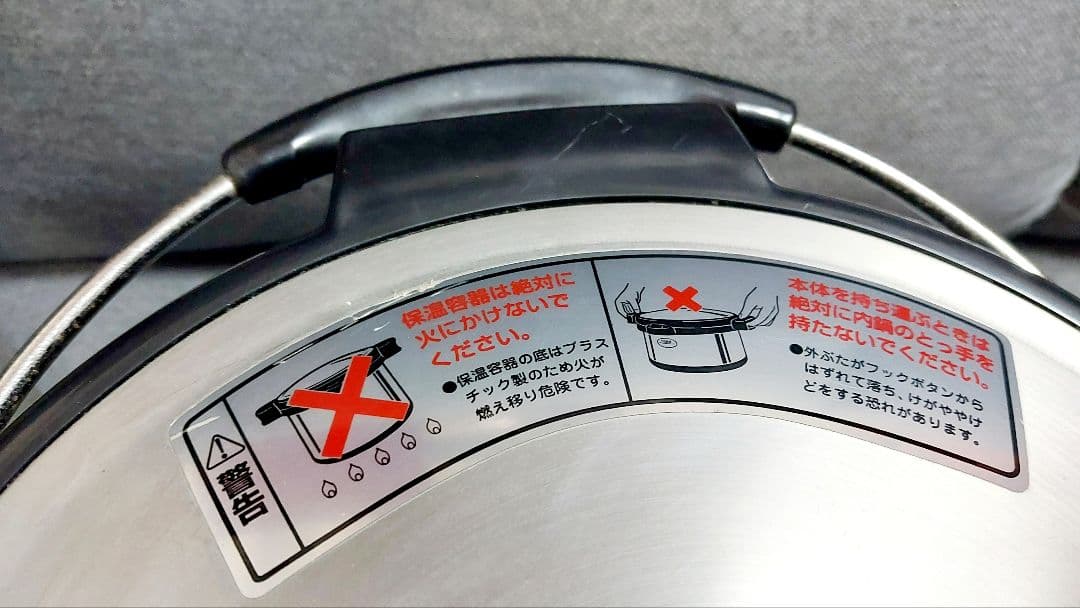 警告
保温容器は絶対に
火にかけないで
ください。
●保温容器の底はプラス
チック製のため火が
燃え移り危険です。
本体を持ち運ぶときは
絶対に内鍋のとっ手を
持たないでください。
●外ぶたがフックボタンから
はずれて落ち、けがややけ
どをする恐れがあります。